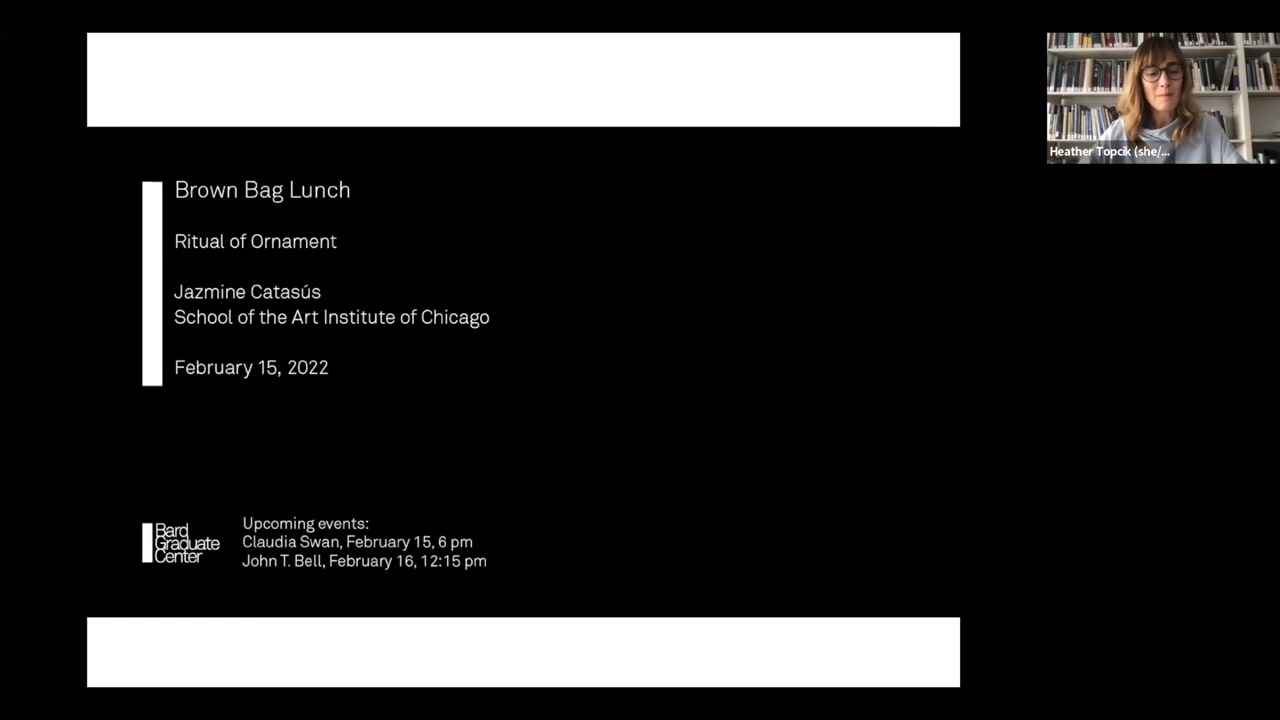 Brown Bag Lunch
Ritual of Ornament
Jazmine Catasús
School of the Art Institute of Chicago
February 15, 2022
Bard
Graduate
Center
Upcoming events:
Claudia Swan, February 15, 6 pm
John T. Bell, February 16, 12:15 pm
Heather Topcik (she/...